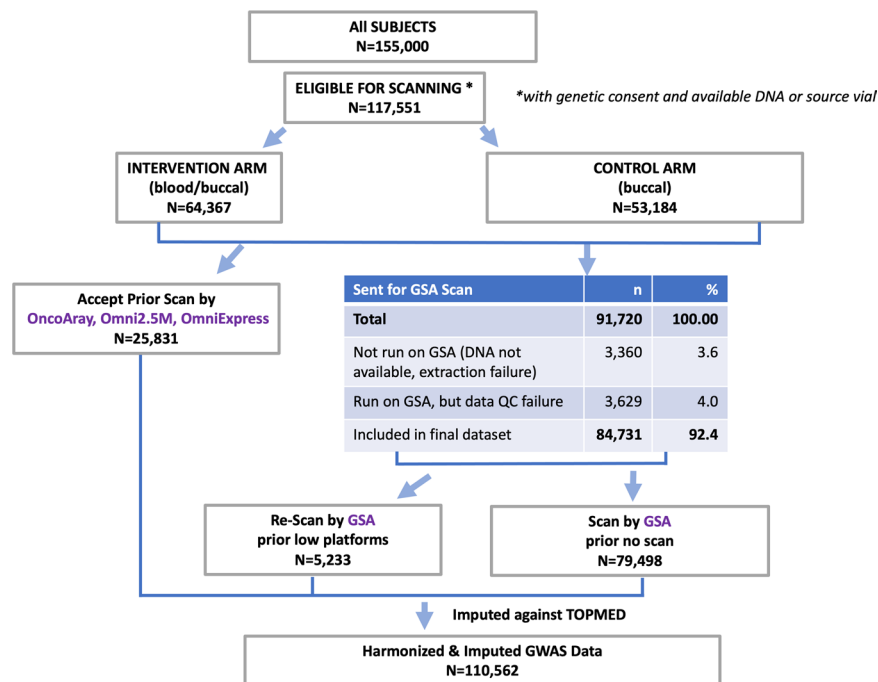 All SUBJECTS
N=155,000
ELIGIBLE FOR SCANNING *
N=117,551
*with genetic consent and available DNA or source vial
INTERVENTION ARM
(blood/buccal)
N=64,367
CONTROL ARM
(buccal)
N=53,184
Accept Prior Scan by
OncoAray, Omni2.5M, OmniExpress
N=25,831
Sent for GSA Scan n %
Total 91,720 100.00
Not run on GSA (DNA not
available, extraction failure) 3,360 3.6
Run on GSA, but data QC failure 3,629 4.0
Included in final dataset 84,731 92.4
Re-Scan by GSA
prior low platforms
N=5,233
Scan by GSA
prior no scan
N=79,498
Imputed against TOPMED
Harmonized & Imputed GWAS Data
N=110,562